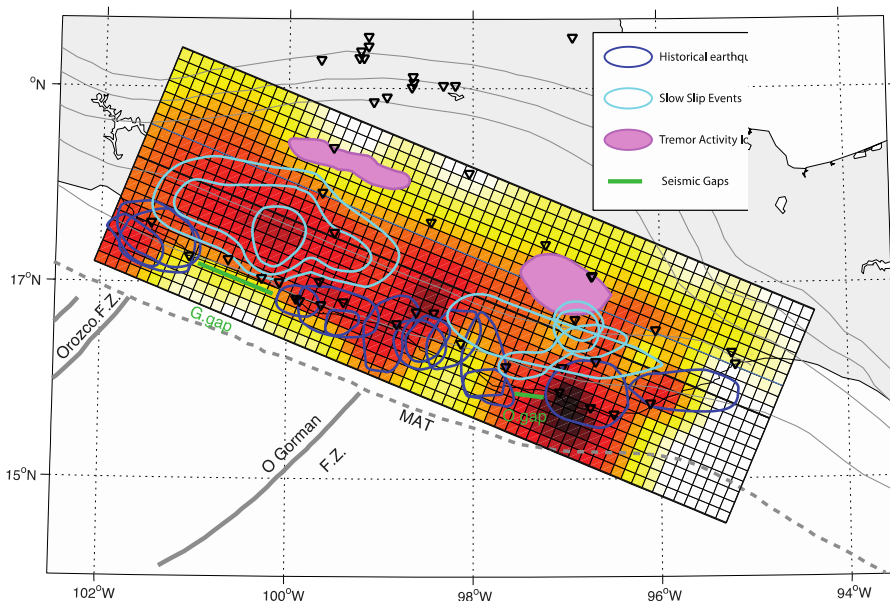 Historical earthqu
Slow Slip Events
Tremor Activity lo
Seismic Gaps
°N
17°N
15°N
Orozco.F.Z.
G.gap
O.gap
MAT
O Gorman
F.Z.
102°W
100°W
98°W
96°W
94°W